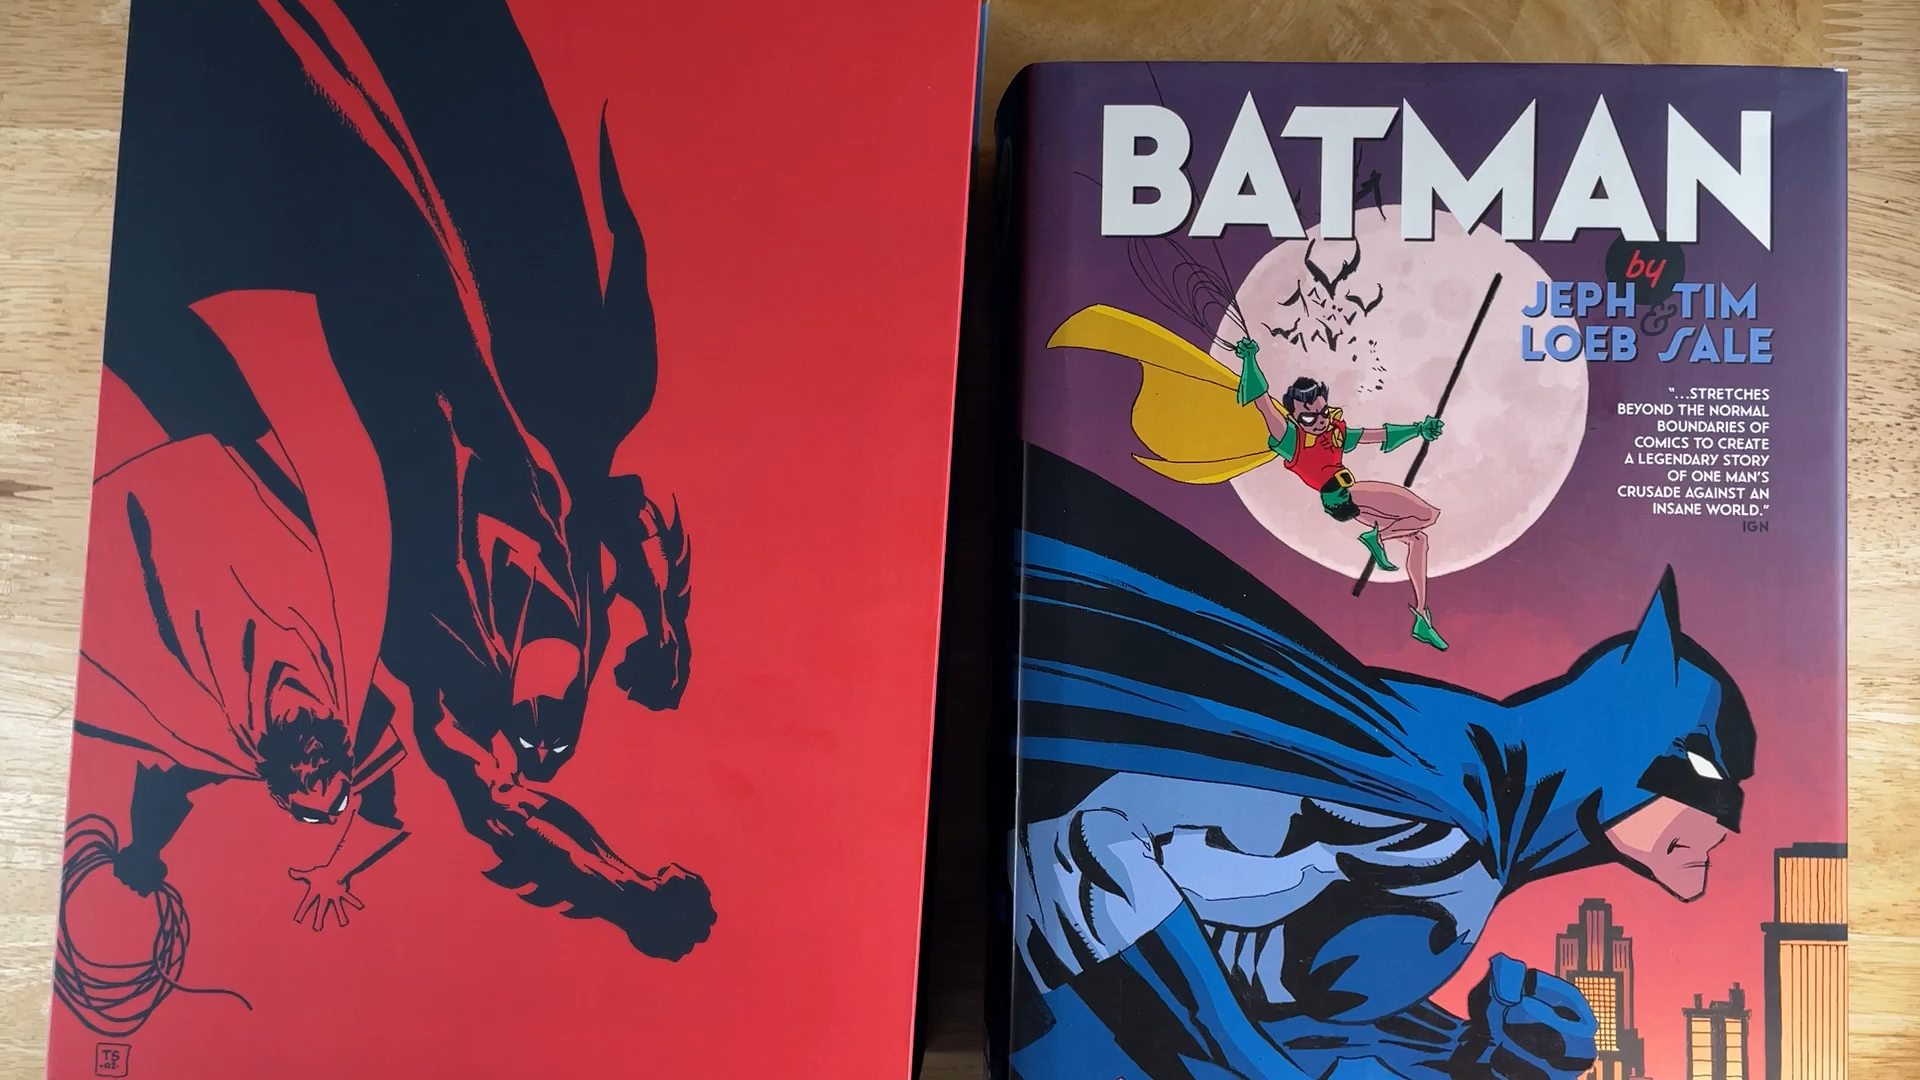 BATMAN
by
JEPH & TIM
LOEB SALE
"...STRETCHES
BEYOND THE NORMAL
BOUNDARIES OF
COMICS TO CREATE
A LEGENDARY STORY
OF ONE MAN'S
CRUSADE AGAINST AN
INSANE WORLD."
IGN
TS